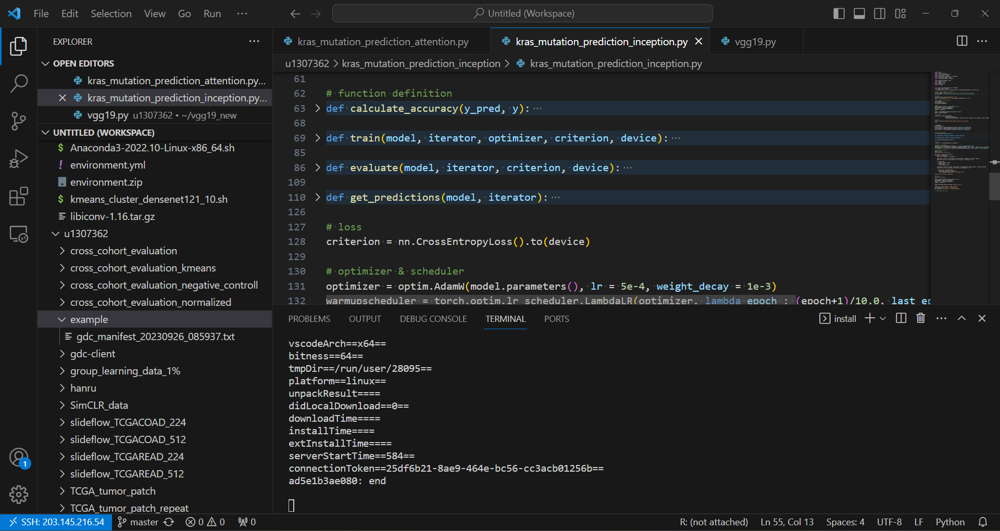 File Edit Selection View Go Run ···
Untitled (Workspace)
EXPLORER
OPEN EDITORS
kras_mutation_prediction_attention.py...
kras_mutation_prediction_inception.py...
vgg19.py u1307362 • ~/vgg19_new
UNTITLED (WORKSPACE)
$ Anaconda3-2022.10-Linux-x86_64.sh
! environment.yml
environment.zip
$ kmeans_cluster_densenet121_10.sh
libiconv-1.16.tar.gz
u1307362
cross_cohort_evaluation
cross_cohort_evaluation_kmeans
cross_cohort_evaluation_negative_controll
cross_cohort_evaluation_normalized
example
gdc_manifest_20230926_085937.txt
gdc-client
group_learning_data_1%
hanru
SimCLR_data
slideflow_TCGACOAD_224
slideflow_TCGACOAD_512
slideflow_TCGAREAD_224
slideflow_TCGAREAD_512
TCGA_tumor_patch
TCGA_tumor_patch_repeat
1
kras_mutation_prediction_attention.py
kras_mutation_prediction_inception.py
vgg19.py
u1307362 > kras_mutation_prediction_inception > kras_mutation_prediction_inception.py
61
62 # function definition
63 def calculate_accuracy(y_pred, y):···
68
69 def train(model, iterator, optimizer, criterion, device):···
85
86 def evaluate(model, iterator, criterion, device):···
109
110 def get_predictions(model, iterator):···
126
127 # loss
128 criterion = nn.CrossEntropyLoss().to(device)
129
130 # optimizer & scheduler
131 optimizer = optim.AdamW(model.parameters(), lr = 5e-4, weight_decay = 1e-3)
132 warmupscheduler = torch.optim.lr_scheduler.LambdaLR(optimizer, lambda epoch : (epoch+1)/10.0, last_ep
PROBLEMS OUTPUT DEBUG CONSOLE TERMINAL PORTS
install
vscodeArch==x64==
bitness==64==
tmpDir==/run/user/28095==
platform==linux==
unpackResult====
didLocalDownload==0==
downloadTime====
installTime====
extInstallTime====
serverStartTime==584==
connectionToken==25df6b21-8ae9-464e-bc56-cc3acb01256b==
ad5e1b3ae080: end
SSH: 203.145.216.54 master 0 0 0
R: (not attached) Ln 55, Col 13 Spaces: 4 UTF-8 LF Python